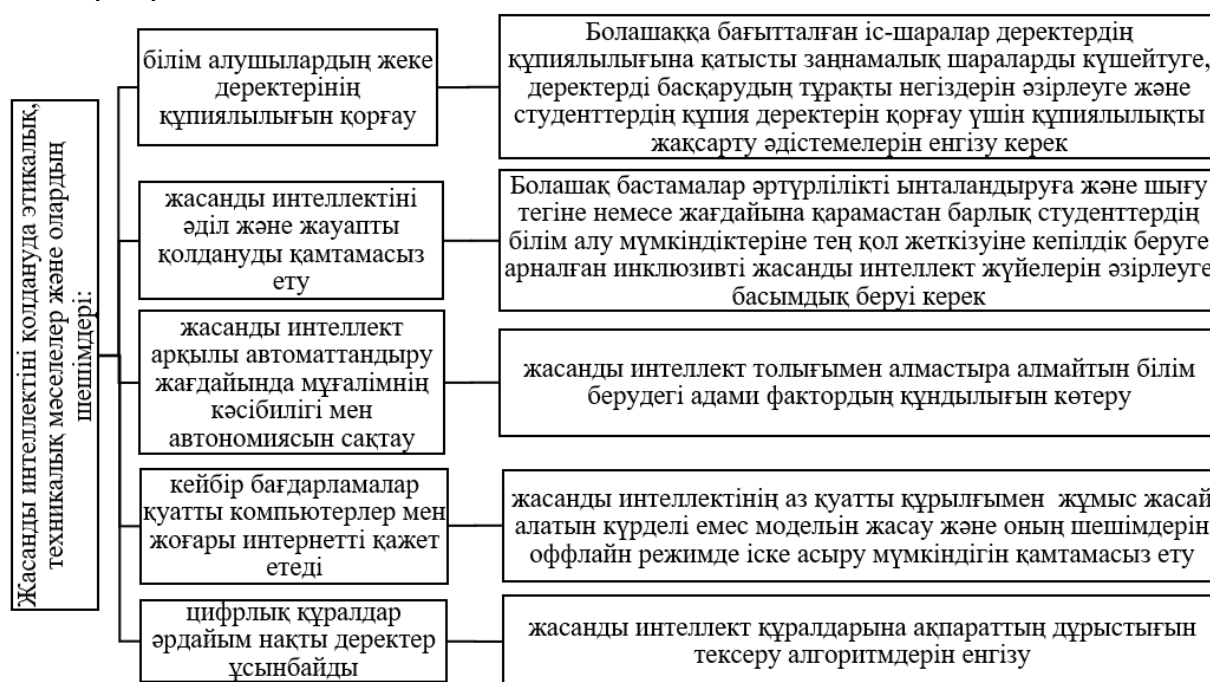 Жасанды интеллектіні қолдануда этикалық,
техникалық мәселелер және олардың
шешімдері:
білім алушылардың жеке
деректерінің
құпиялылығын қорғау
Болашаққа бағытталған іс-шаралар деректердің
құпиялылығына қатысты заңнамалық шараларды күшейтуге,
деректерді басқарудың тұрақты негіздерін әзірлеуге және
студенттердің құпия деректерін қорғау үшін құпиялылықты
жақсарту әдістемелерін енгізу керек
жасанды интеллектіні
әділ және жауапты
қолдануды қамтамасыз
ету
Болашақ бастамалар әртүрлілікті ынталандыруға және шығу
тегіне немесе жағдайына қарамастан барлық студенттердің
білім алу мүмкіндіктеріне тең қол жеткізуіне кепілдік беруге
арналған инклюзивті жасанды интеллект жүйелерін әзірлеуге
басымдық беруі керек
жасанды интеллект
арқылы автоматтандыру
жағдайында мұғалімнің
кәсібилігі мен
автономиясын сақтау
жасанды интеллект толығымен алмастыра алмайтын білім
берудегі адами фактордың құндылығын көтеру
кейбір бағдарламалар
қуатты компьютерлер мен
жоғары интернетті қажет
етеді
жасанды интеллектінің аз қуатты құрылғымен жұмыс жасай
алатын күрделі емес модельін жасау және оның шешімдерін
оффлайн режимде іске асыру мүмкіндігін қамтамасыз ету
цифрлық құралдар
әрдайым нақты деректер
ұсынбайды
жасанды интеллект құралдарына ақпараттың дұрыстығын
тексеру алгоритмдерін енгізу